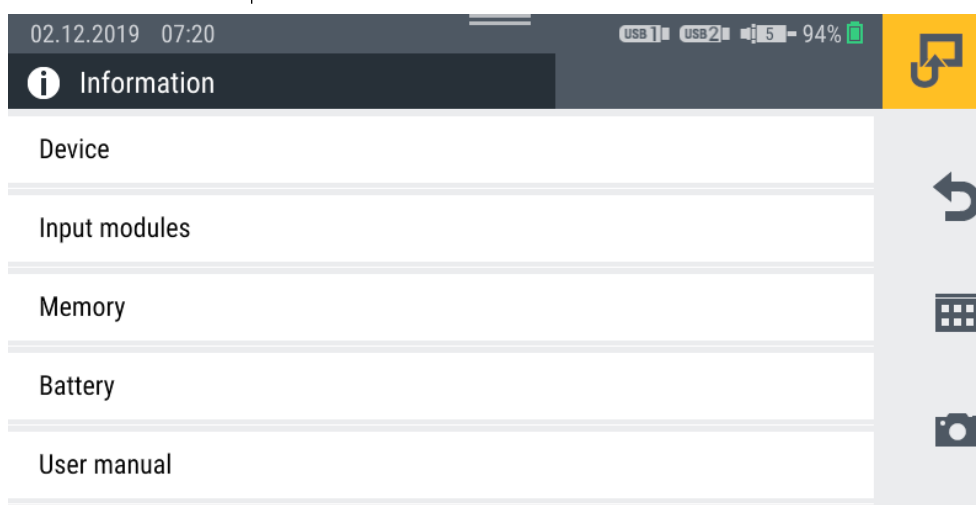 02.12.2019 07:20 USB 1 USB 2 5 94%
i Information
Device
Input modules
Memory
Battery
User manual